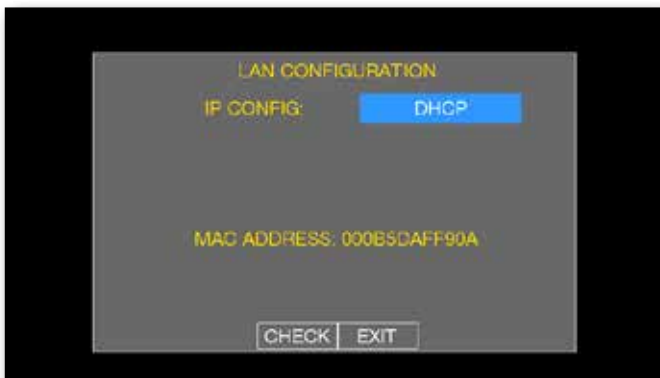 LAN CONFIGURATION
IP CONFIG: DHCP
MAC ADDRESS: 000B5DAFF90A
CHECK EXIT